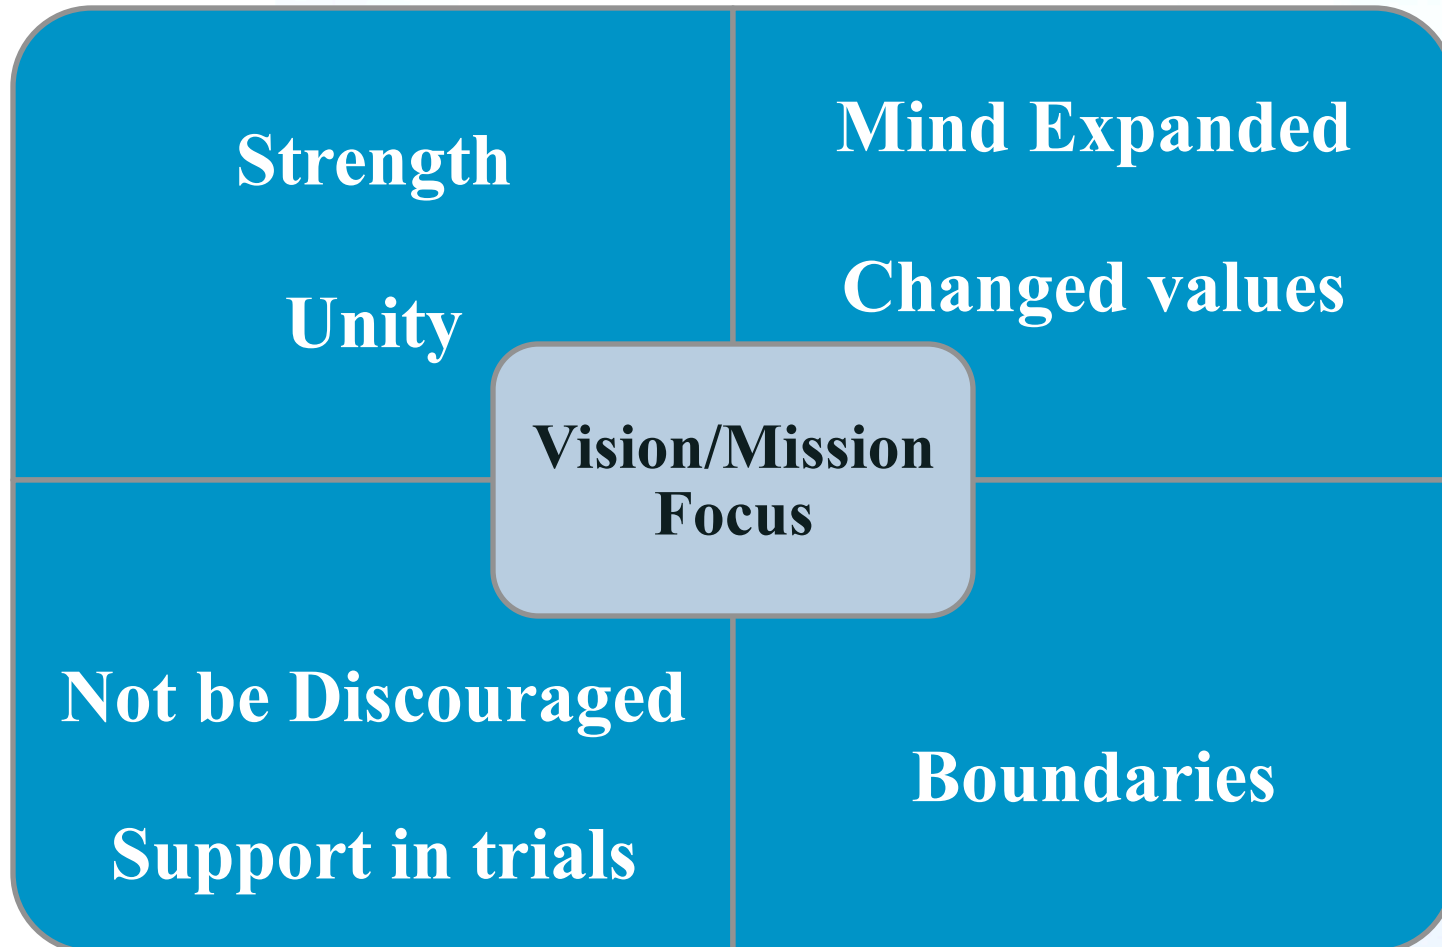 Strength
Unity
Mind Expanded
Changed values
Vision/Mission
Focus
Not be Discouraged
Support in trials
Boundaries